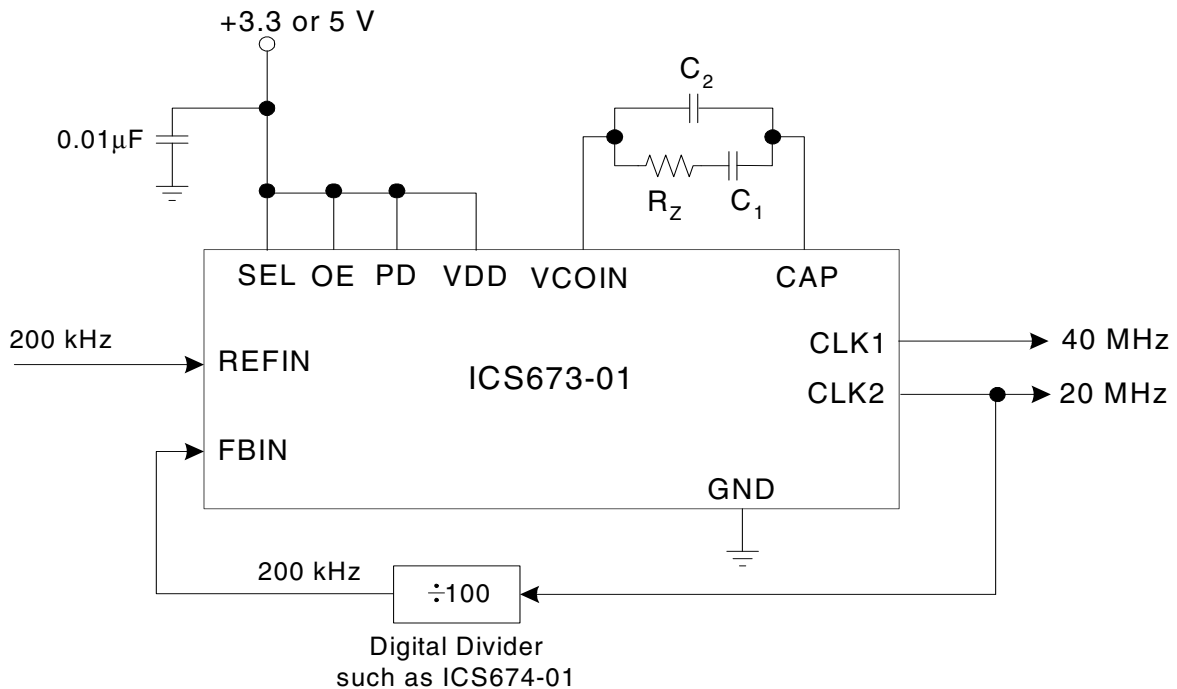 +3.3 or 5 V
C2
0.01μF
RZ
C1
SEL OE PD VDD VCOIN CAP
200 kHz
REFIN
CLK1
40 MHz
ICS673-01
CLK2
20 MHz
FBIN
GND
200 kHz
÷100
Digital Divider
such as ICS674-01